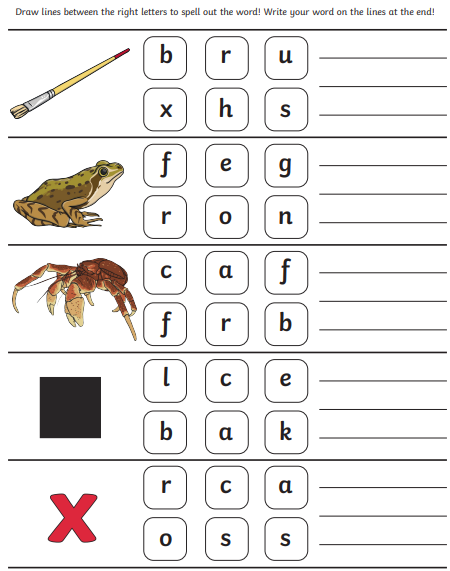 Draw lines between the right letters to spell out the word! Write your word on the lines at the end!
b r u
x h s
f e g
r o n
c a f
f r b
l c e
b a k
x
r c a
o s s